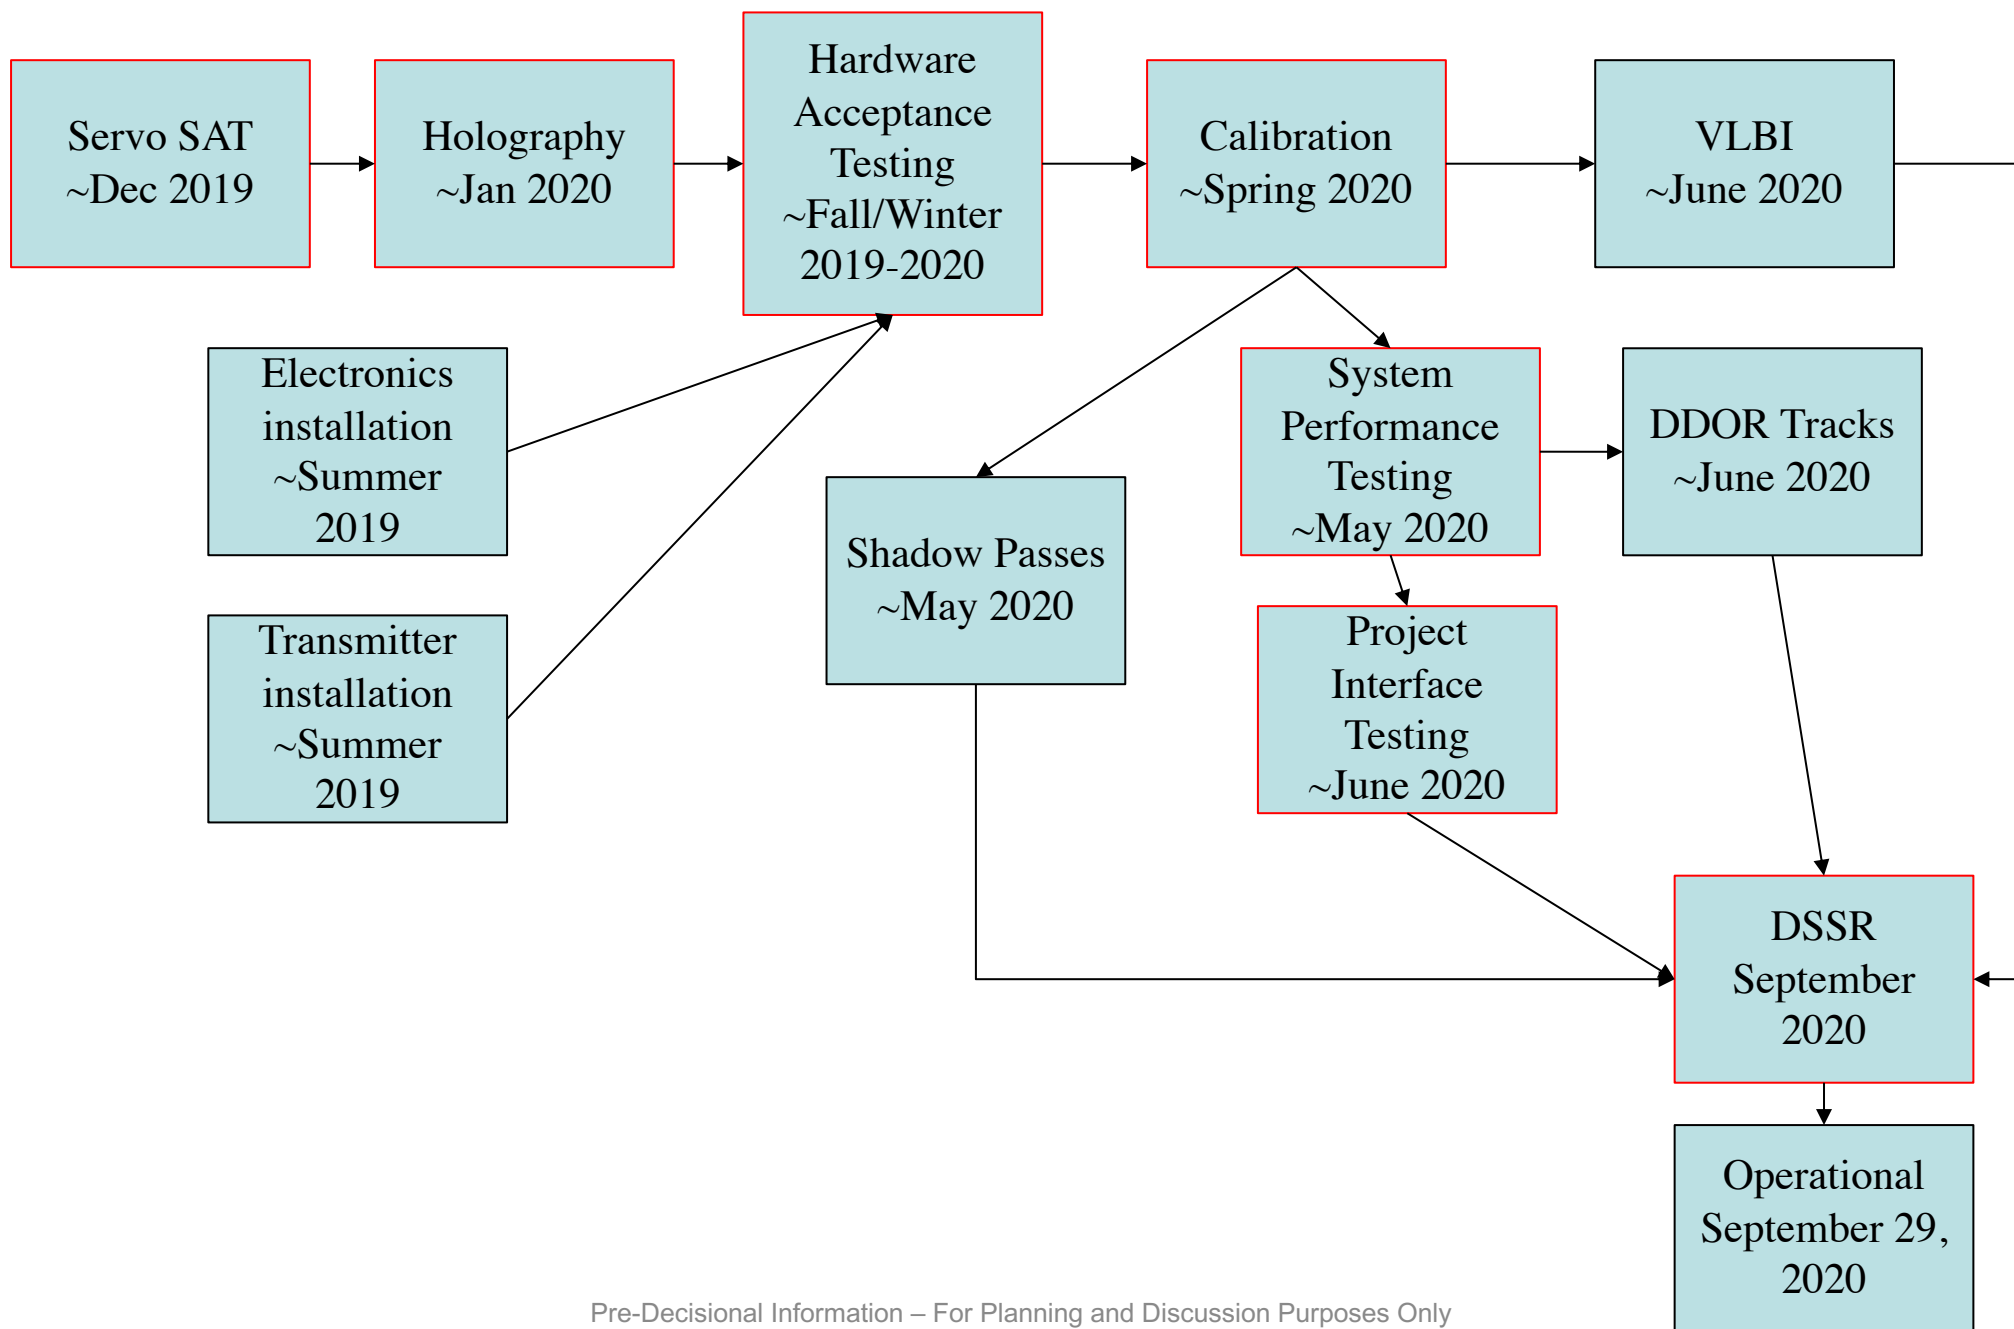 Servo SAT
~Dec 2019
Holography
~Jan 2020
Hardware
Acceptance
Testing
~Fall/Winter
2019-2020
Calibration
~Spring 2020
VLBI
~June 2020
Electronics
installation
~Summer
2019
System
Performance
Testing
~May 2020
DDOR Tracks
~June 2020
Shadow Passes
~May 2020
Transmitter
installation
~Summer
2019
Project
Interface
Testing
~June 2020
DSSR
September
2020
Operational
September 29,
2020
Pre-Decisional Information – For Planning and Discussion Purposes Only